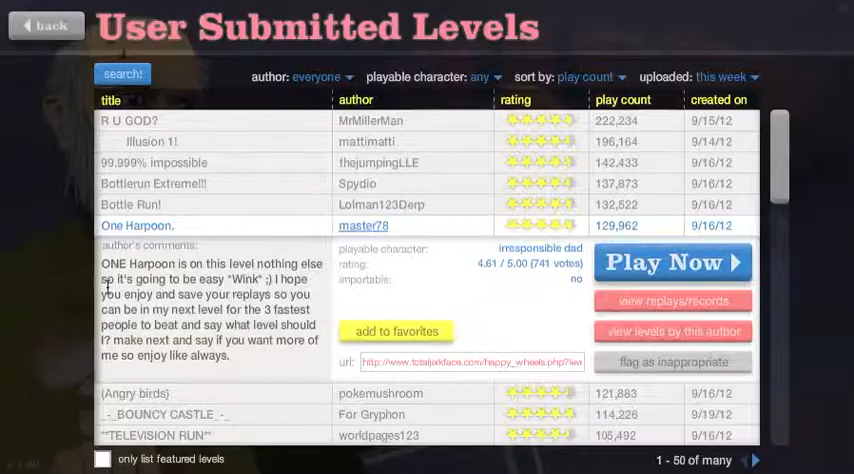 back
User Submitted Levels
search!
author: everyone playable character: any sort by: play count uploaded: this week
title author rating play count created on
R U GOD? MrMillerMan 222,234 9/15/12
Illusion 1! mattimatti 196,164 9/14/12
99.999% impossible thejumpingLLE 142,433 9/16/12
Bottlerun Extreme!!! Spydio 137,873 9/16/12
Bottle Run! Lolman123Derp 132,522 9/16/12
One Harpoon. master78 129,962 9/16/12
author's comments:
ONE Harpoon is on this level nothing else
so it's going to be easy *Wink* ;) I hope
you enjoy and save your replays so you
can be in my next level for the 3 fastest
people to beat and say what level should
I? make next and say if you want more of
me so enjoy like always.
playable character: irresponsible dad
rating: 4.61 / 5.00 (741 votes)
importable: no
add to favorites
url: http://www.totaljerkface.com/happy_wheels.php?lev
Play Now
view replays/records
view levels by this author
flag as inappropriate
(Angry birds) pokemushroom 121,883 9/16/12
_-_BOUNCY CASTLE_-_ For Gryphon 114,226 9/19/12
"*TELEVISION RUN*" worldpages123 105,492 9/16/12
only list featured levels
1 - 50 of many